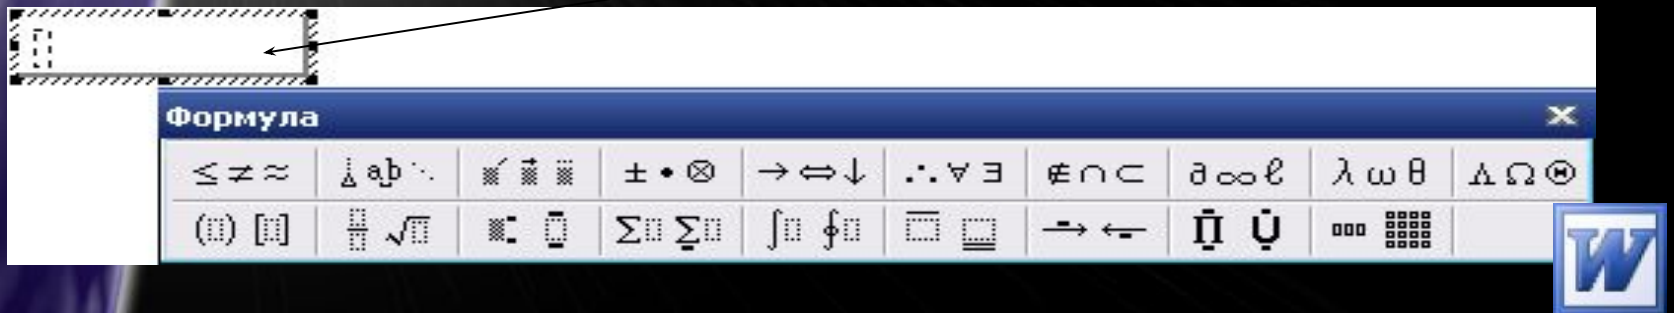 Формула
≤ ≠ ≈ a͟b ⋱ ± • ⊗ → ⇔ ↓ ∴ ∀ ∃ ∉ ∩ ⊂ ∂ ∞ ℓ λ ω θ Λ Ω Θ
(⬚) [⬚] √⬚ Σ⬚ Σ⬚ ∫⬚ ∮⬚ → ← Π Ụ̇
W